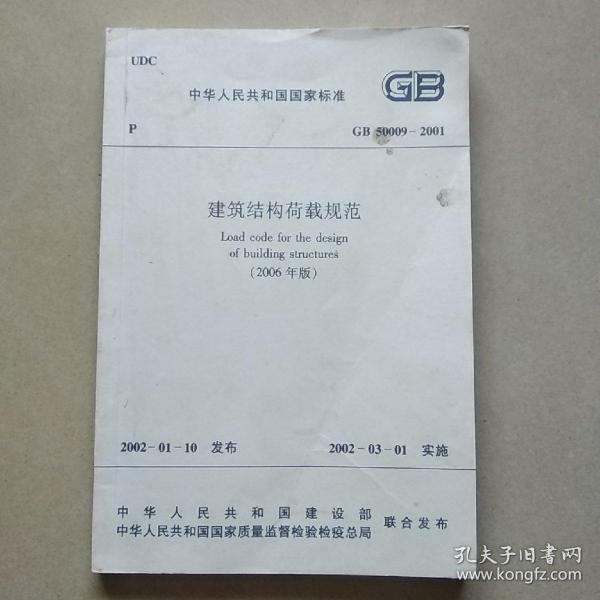 UDC
中华人民共和国国家标准
GB
P
GB 50009-2001
建筑结构荷载规范
Load code for the design
of building structures
(2006年版)
2002-01-10 发布
2002-03-01 实施
中华人民共和国建设部
中华人民共和国国家质量监督检验检疫总局
联合发布
孔夫子旧书网
www.kongfz.com